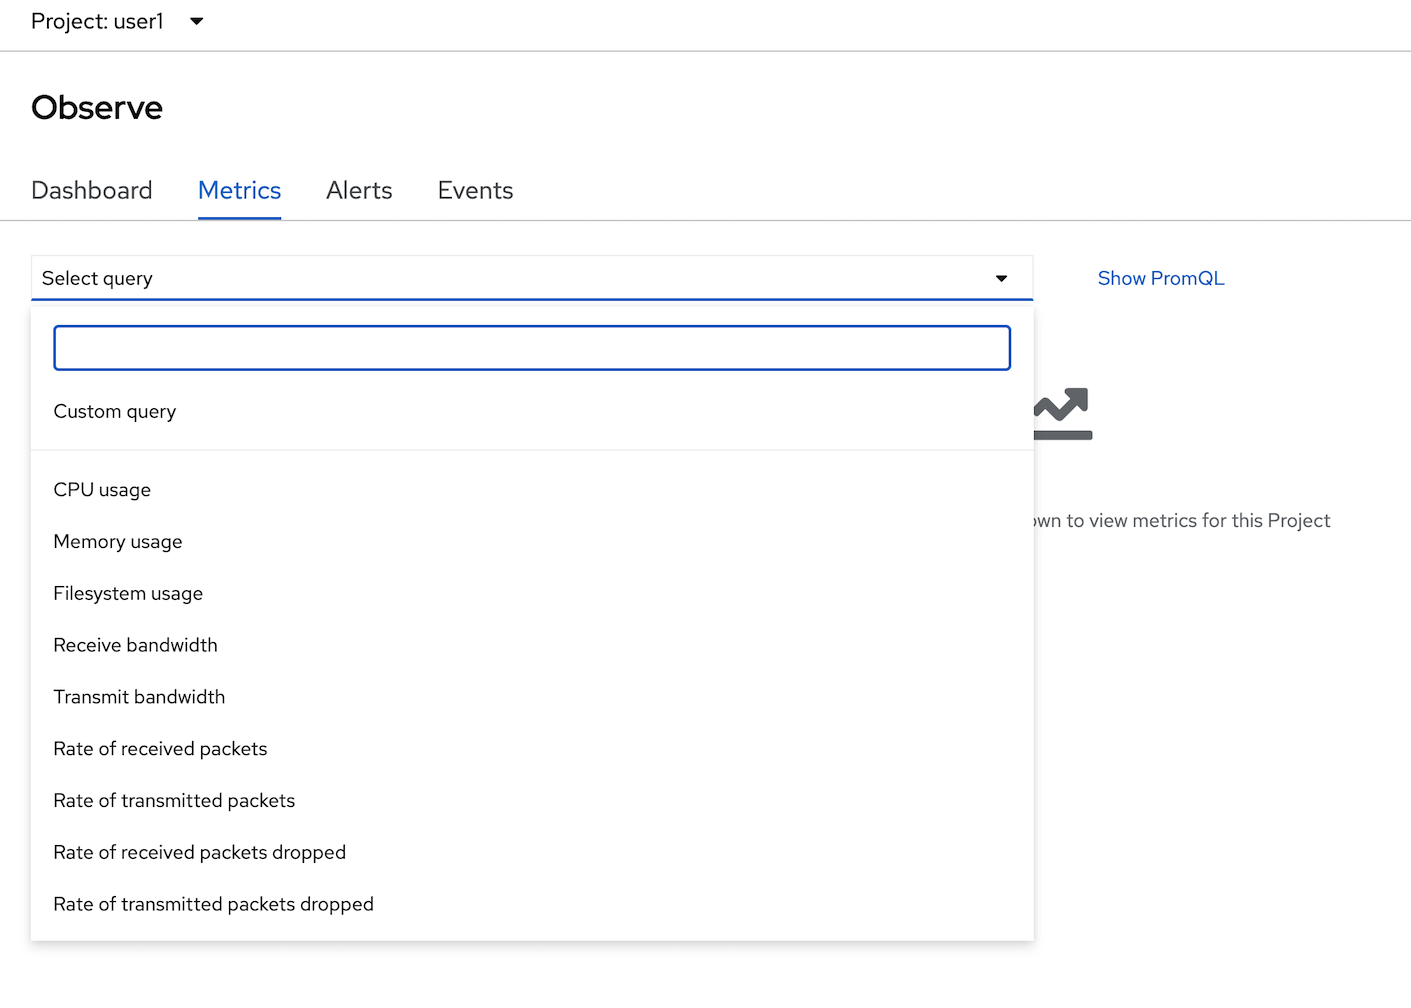 Project: user1
Observe
Dashboard Metrics Alerts Events
Select query
Show PromQL
Custom query
CPU usage
Memory usage
to view metrics for this Project
Filesystem usage
Receive bandwidth
Transmit bandwidth
Rate of received packets
Rate of transmitted packets
Rate of received packets dropped
Rate of transmitted packets dropped